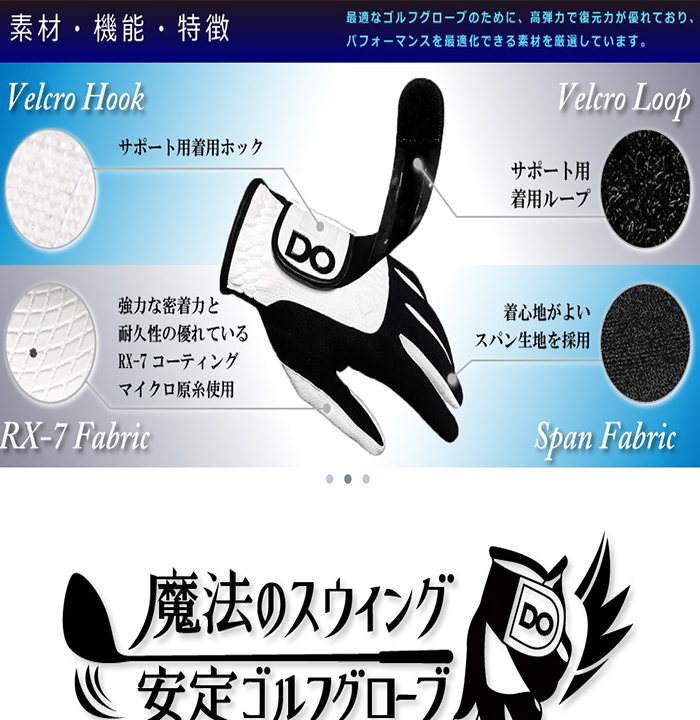 素材・機能・特徴
最適なゴルフグローブのために、高弾力で復元力が優れており、
パフォーマンスを最適化できる素材を厳選しています。
Velcro Hook
Velcro Loop
サポート用着用ホック
サポート用
着用ループ
DO
強力な密着力と
耐久性の優れている
RX-7 コーティング
マイクロ原糸使用
着心地がよい
スパン生地を採用
RX-7 Fabric
Span Fabric
魔法のスウィング
DO
安定ゴルフグローブ